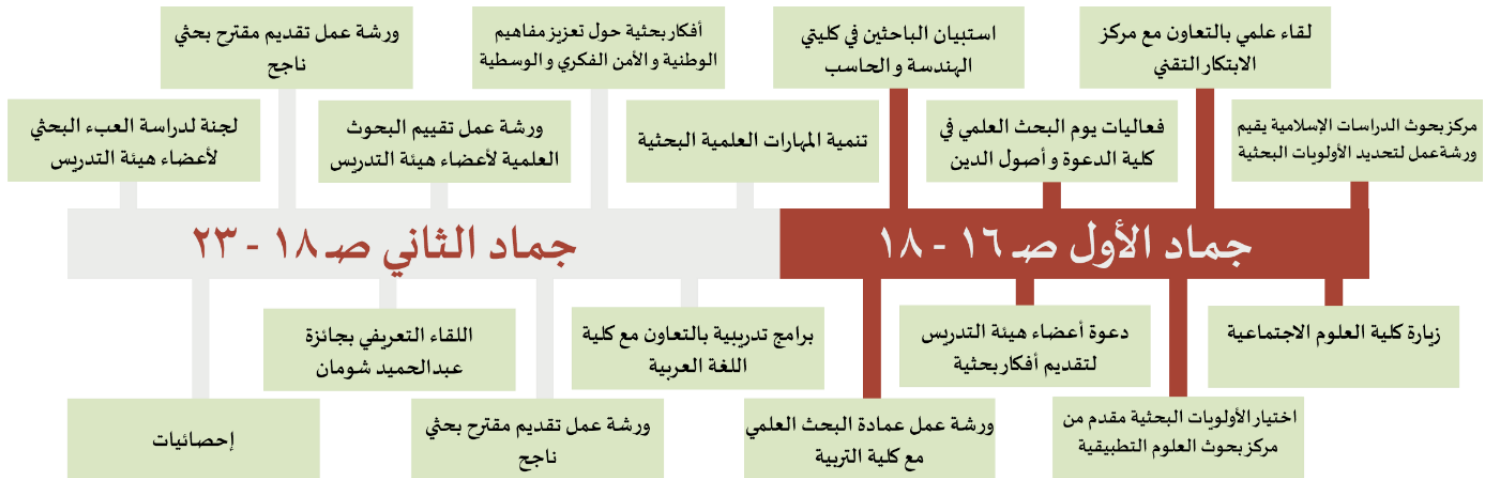 لقاء علمي بالتعاون مع مركز
الابتكار التقني
استبيان الباحثين في كليتي
الهندسة و الحاسب
أفكار بحثية حول تعزيز مفاهيم
الوطنية و الأمن الفكري و الوسطية
ورشة عمل تقديم مقترح بحثي
ناجح
مركز بحوث الدراسات الإسلامية يقيم
ورشة عمل لتحديد الأولويات البحثية
فعاليات يوم البحث العلمي في
كلية الدعوة و أصول الدين
تنمية المهارات العلمية البحثية
ورشة عمل تقييم البحوث
العلمية لأعضاء هيئة التدريس
لجنة لدراسة العبء البحثي
لأعضاء هيئة التدريس
جماد الأول صـ ١٦ - ١٨
جماد الثاني صـ ١٨ - ٢٣
زيارة كلية العلوم الاجتماعية
دعوة أعضاء هيئة التدريس
لتقديم أفكار بحثية
برامج تدريبية بالتعاون مع كلية
اللغة العربية
اللقاء التعريفي بجائزة
عبدالحميد شومان
اختيار الأولويات البحثية مقدم من
مركز بحوث العلوم التطبيقية
ورشة عمل عمادة البحث العلمي
مع كلية التربية
ورشة عمل تقديم مقترح بحثي
ناجح
إحصائيات